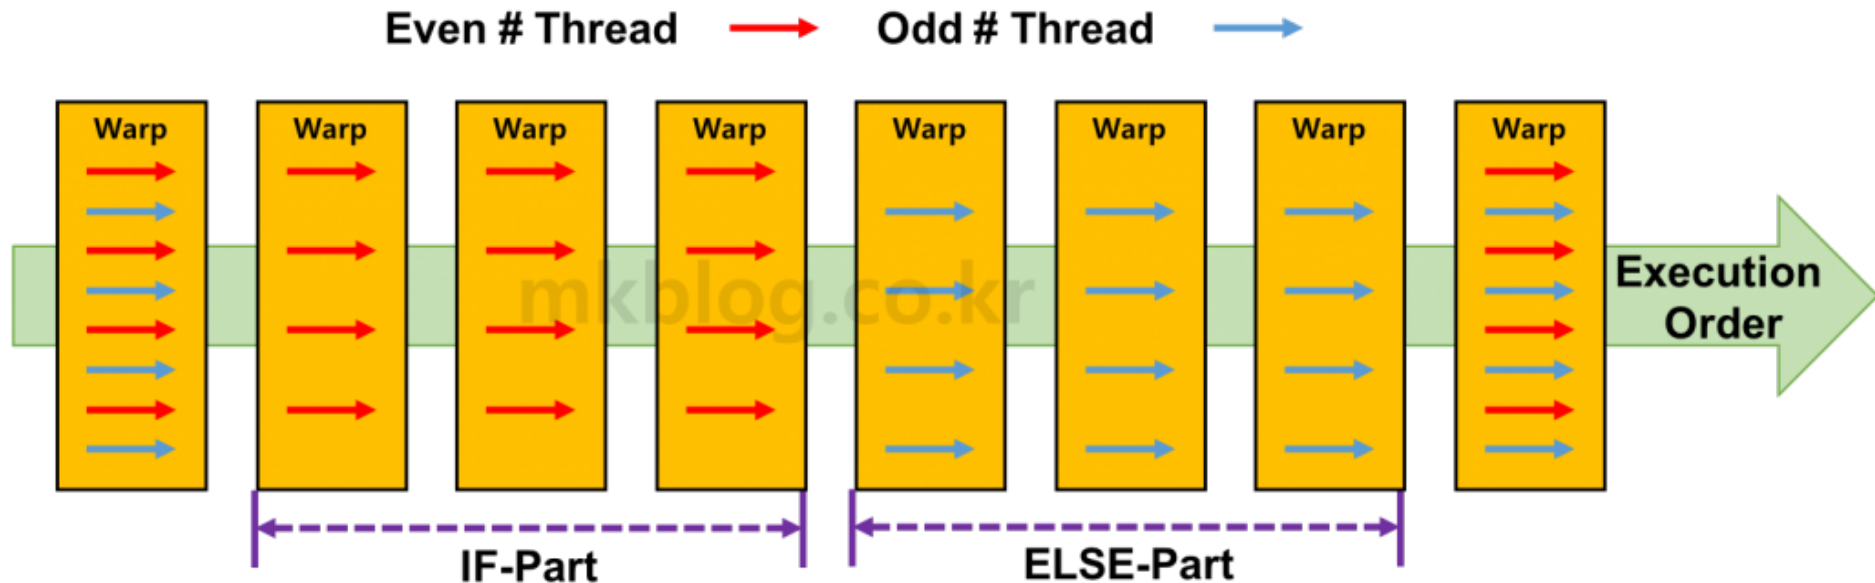 Even # Thread Odd # Thread
Warp Warp Warp Warp Warp Warp Warp Warp
mkblog.co.kr
Execution
Order
IF-Part ELSE-Part